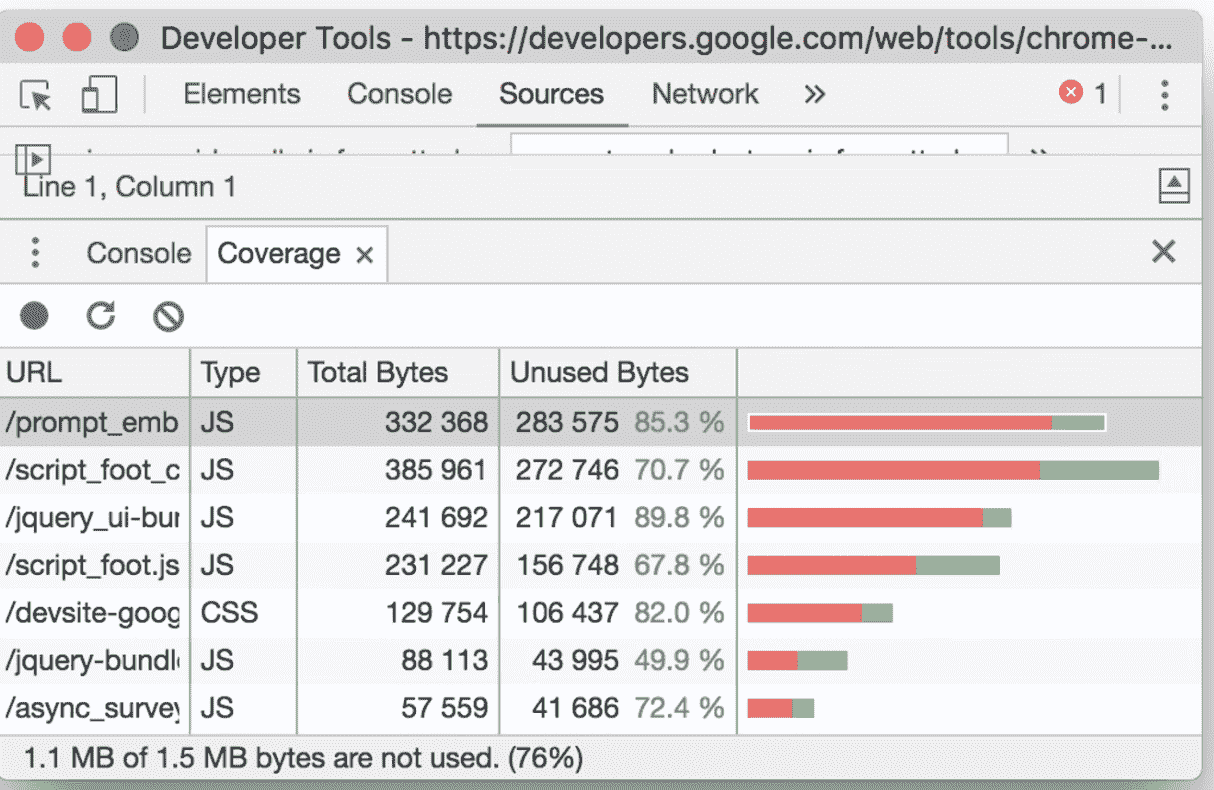 Developer Tools - https://developers.google.com/web/tools/chrome-...
Elements Console Sources Network » 1
Line 1, Column 1
Console Coverage ×
URL Type Total Bytes Unused Bytes
/prompt_emb JS 332 368 283 575 85.3 %
/script_foot_c JS 385 961 272 746 70.7 %
/jquery_ui-bun JS 241 692 217 071 89.8 %
/script_foot.js JS 231 227 156 748 67.8 %
/devsite-goog CSS 129 754 106 437 82.0 %
/jquery-bundle JS 88 113 43 995 49.9 %
/async_survey JS 57 559 41 686 72.4 %
1.1 MB of 1.5 MB bytes are not used. (76%)